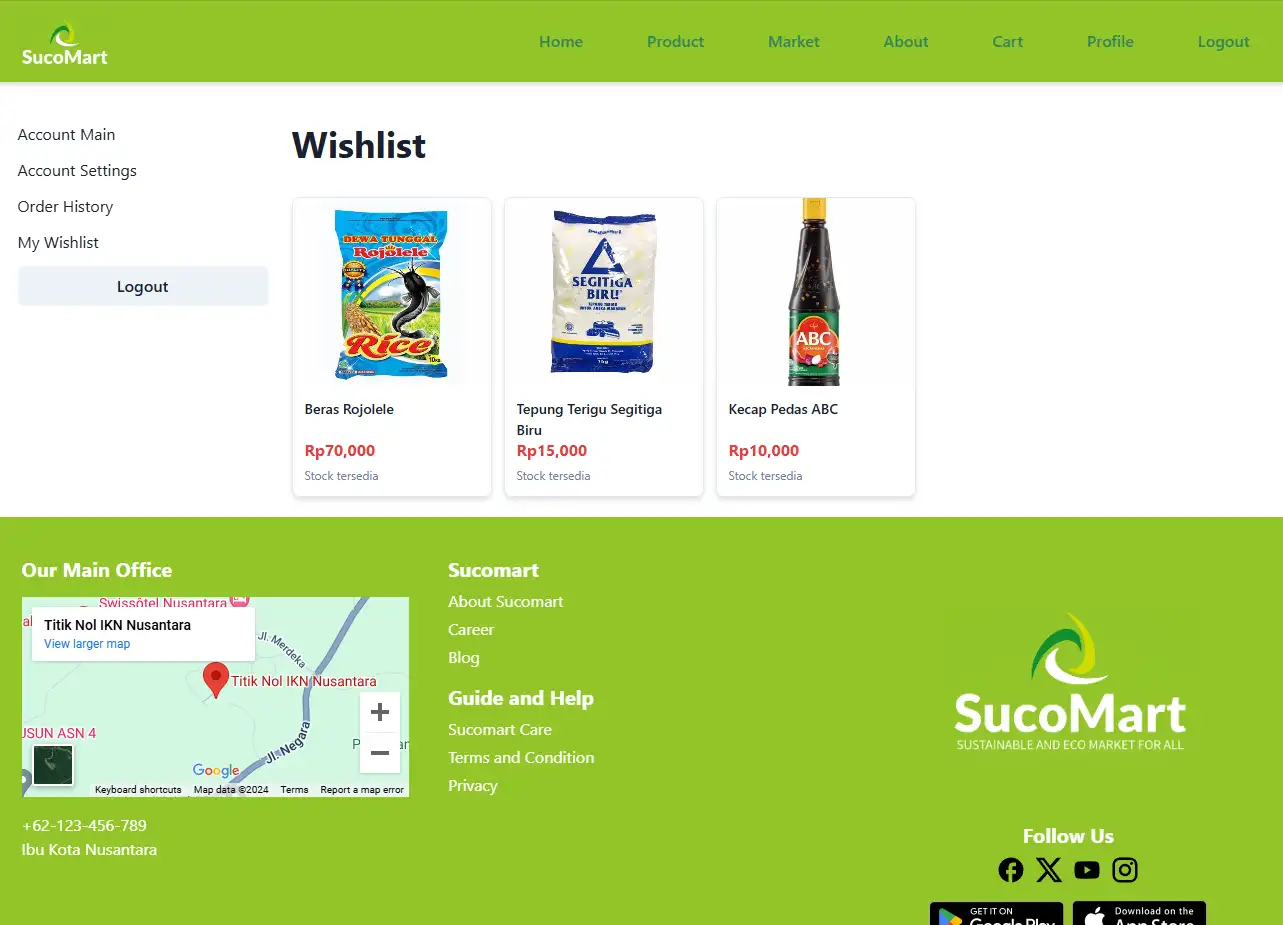 SucoMart
Home Product Market About Cart Profile Logout
Account Main
Account Settings
Order History
My Wishlist
Logout
Wishlist
DEWA TUNGGAL
Rojolele
Rice
10kg
SEGITIGA
BIRU
1kg
ABC
Beras Rojolele
Rp70,000
Stock tersedia
Tepung Terigu Segitiga
Biru
Rp15,000
Stock tersedia
Kecap Pedas ABC
Rp10,000
Stock tersedia
Our Main Office
Swissôtel Nusantara
Titik Nol IKN Nusantara
View larger map
Jl. Merdeka
Titik Nol IKN Nusantara
USUN ASN 4
Jl. Negara
Google
Keyboard shortcuts Map data ©2024 Terms Report a map error
+62-123-456-789
Ibu Kota Nusantara
Sucomart
About Sucomart
Career
Blog
Guide and Help
Sucomart Care
Terms and Condition
Privacy
SucoMart
SUSTAINABLE AND ECO MARKET FOR ALL
Follow Us
GET IT ON
Google Play
Download on the
App Store